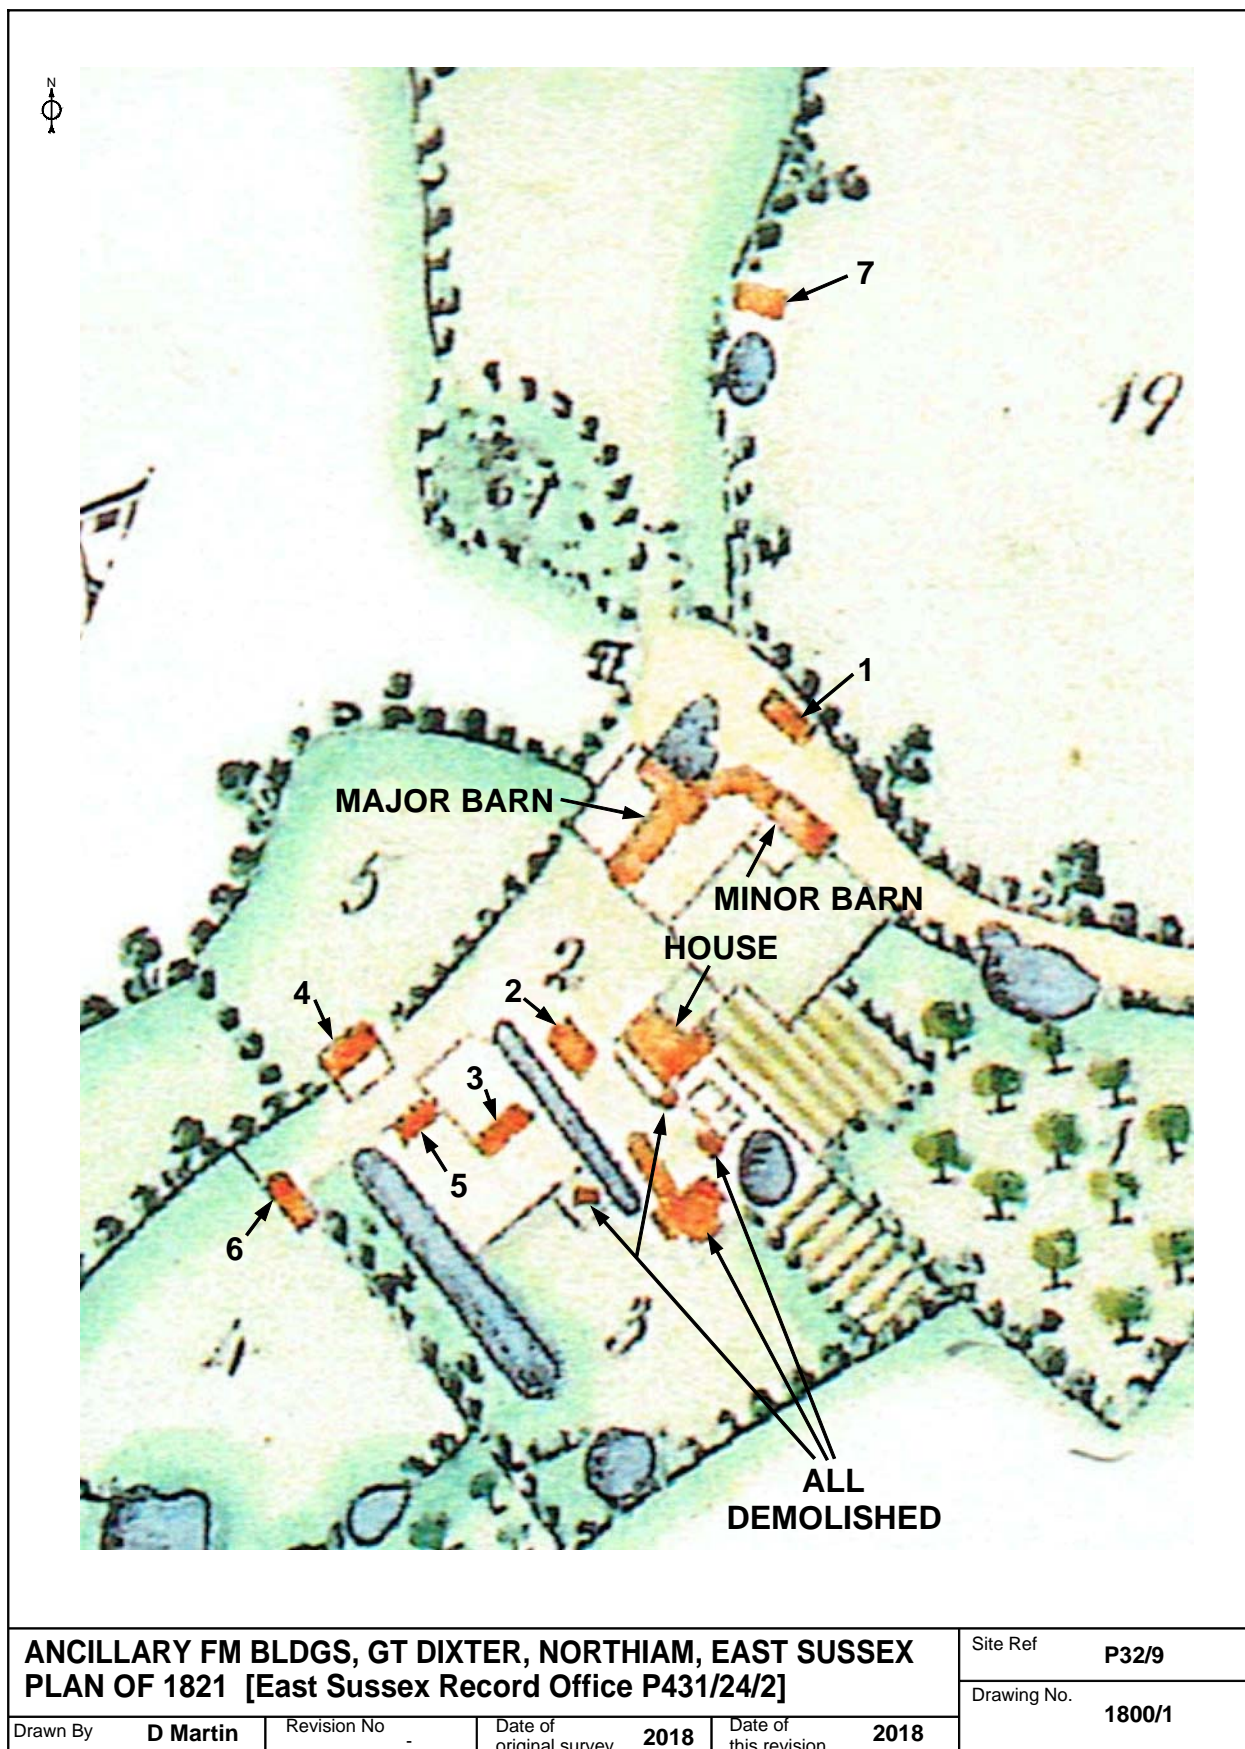 N
7
19
67
1
MAJOR BARN
MINOR BARN
5
HOUSE
2
2
4
3
5
6
3
4
1
ALL
DEMOLISHED
ANCILLARY FM BLDGS, GT DIXTER, NORTHIAM, EAST SUSSEX
PLAN OF 1821 [East Sussex Record Office P431/24/2]
Site Ref P32/9
Drawing No. 1800/1
Drawn By D Martin
Revision No -
Date of original survey 2018
Date of this revision 2018